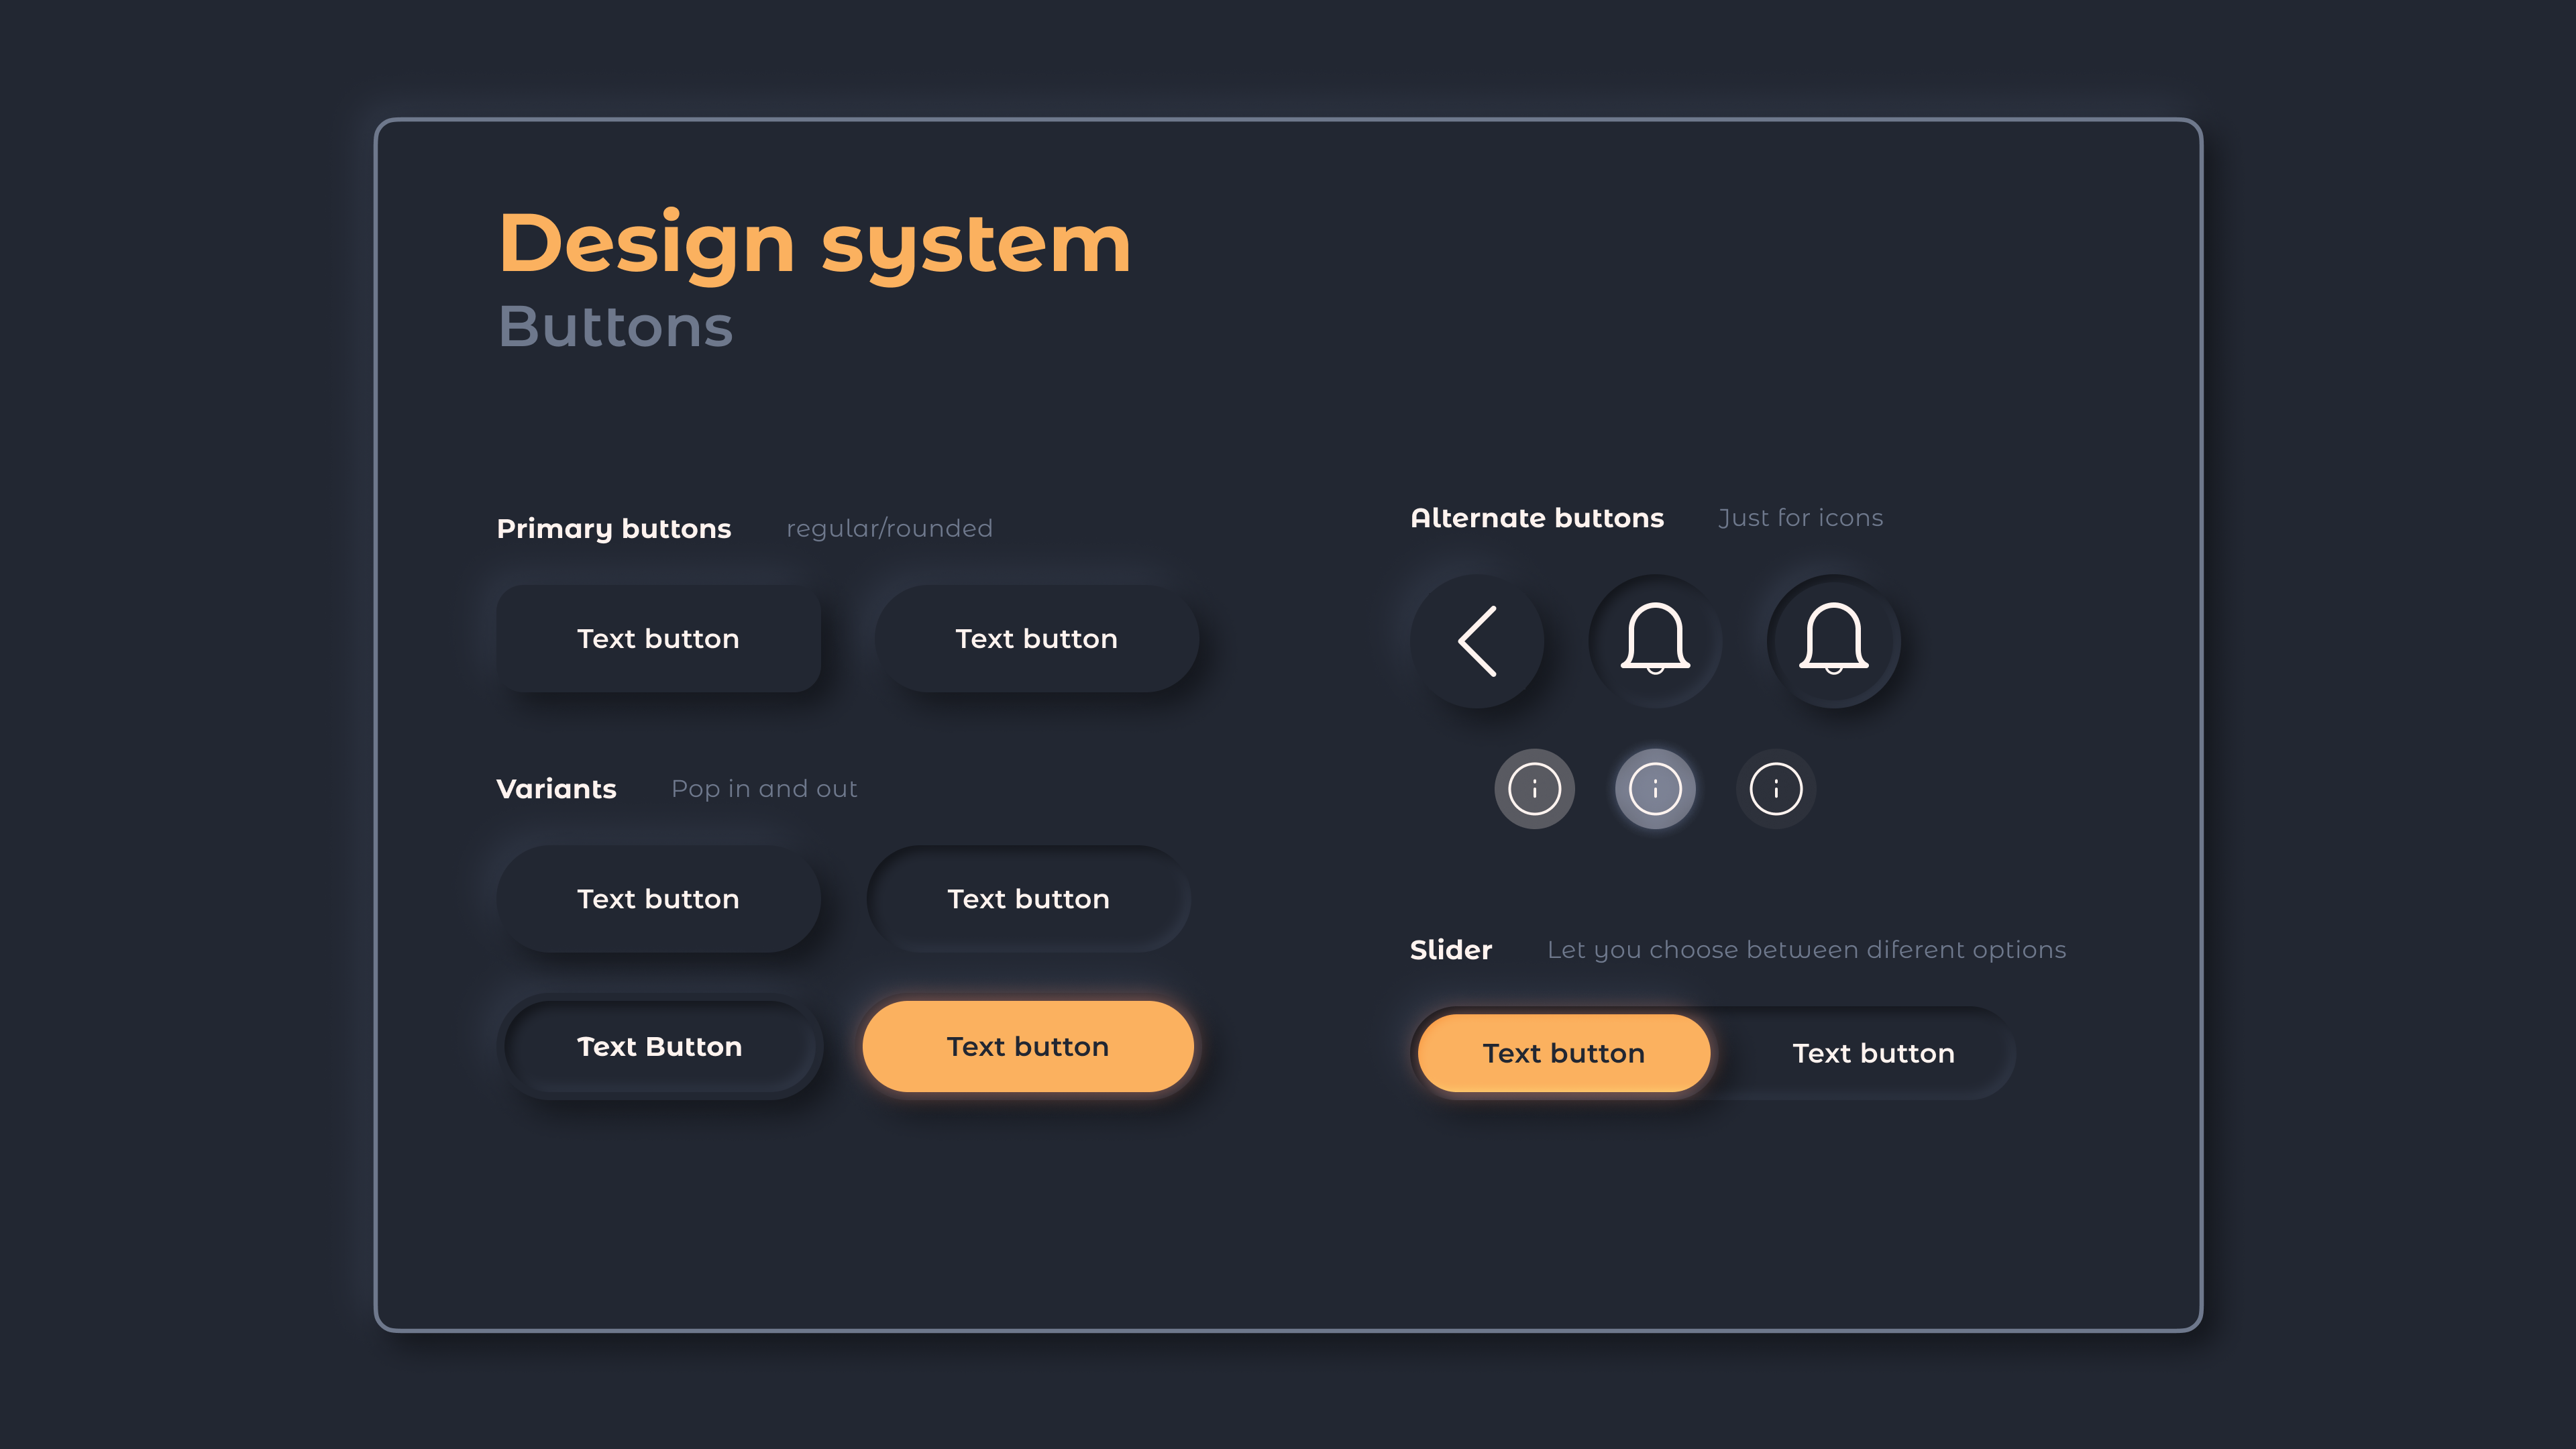 Design system
Buttons
Primary buttons regular/rounded
Text button Text button
Variants Pop in and out
Text button Text button
Text Button Text button
Alternate buttons Just for icons
i i i
Slider Let you choose between diferent options
Text button Text button